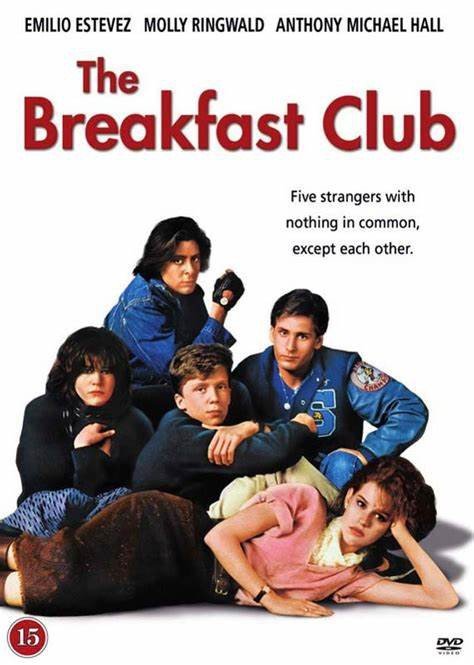 EMILIO ESTEVEZ MOLLY RINGWALD ANTHONY MICHAEL HALL
The
Breakfast Club
Five strangers with
nothing in common,
except each other.
S
CHAMP
15
DVD
VIDEO